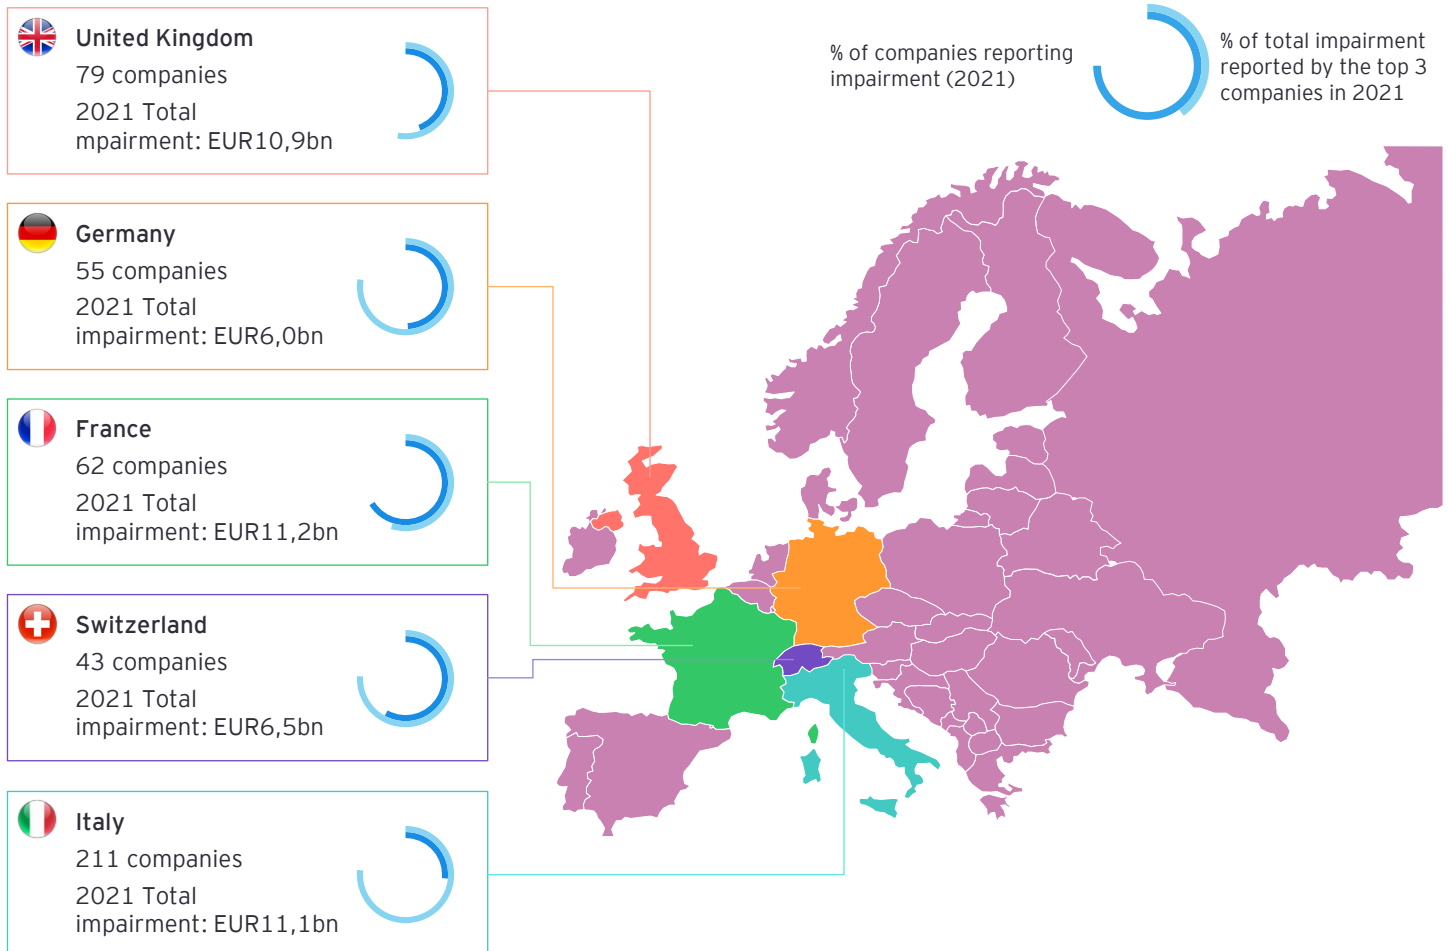 United Kingdom
79 companies
2021 Total
mpairment: EUR10,9bn
% of companies reporting
impairment (2021)
% of total impairment
reported by the top 3
companies in 2021
Germany
55 companies
2021 Total
impairment: EUR6,0bn
France
62 companies
2021 Total
impairment: EUR11,2bn
Switzerland
43 companies
2021 Total
impairment: EUR6,5bn
Italy
211 companies
2021 Total
impairment: EUR11,1bn